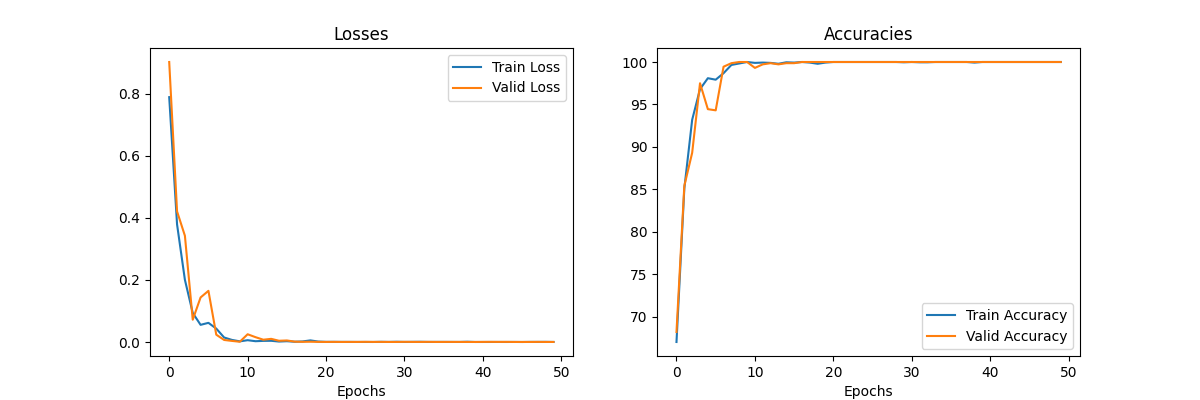 Losses
Train Loss
Valid Loss
0.8
0.6
0.4
0.2
0.0
0 10 20 30 40 50
Epochs
Accuracies
100
95
90
85
80
75
70
Train Accuracy
Valid Accuracy
0 10 20 30 40 50
Epochs